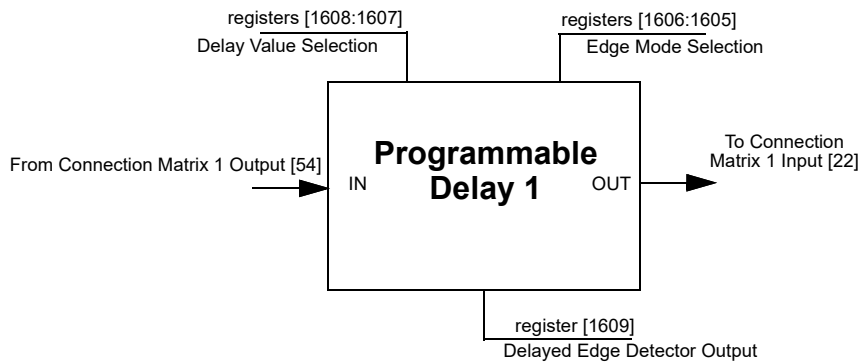 registers [1608:1607]
Delay Value Selection
registers [1606:1605]
Edge Mode Selection
From Connection Matrix 1 Output [54]
IN
Programmable
Delay 1
OUT
To Connection
Matrix 1 Input [22]
register [1609]
Delayed Edge Detector Output